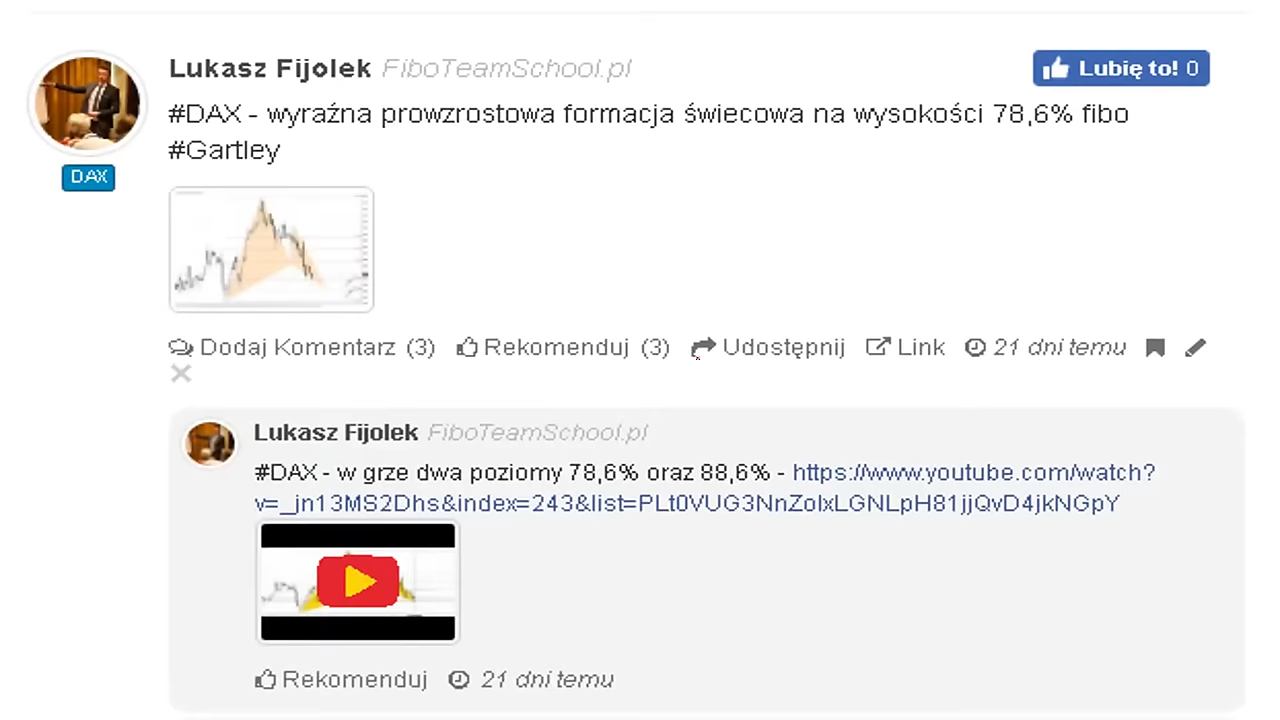 Lukasz Fijolek FiboTeamSchool.pl
Lubię to! 0
#DAX - wyraźna prowzrostowa formacja świecowa na wysokości 78,6% fibo
#Gartley
DAX
Dodaj Komentarz (3) Rekomenduj (3) Udostępnij Link 21 dni temu
Lukasz Fijolek FiboTeamSchool.pl
#DAX - w grze dwa poziomy 78,6% oraz 88,6% - https://www.youtube.com/watch?
v=_jn13MS2Dhs&index=243&list=PLt0VUG3NnZolxLGNLpH81jjQvD4jkNGpY
Rekomenduj 21 dni temu